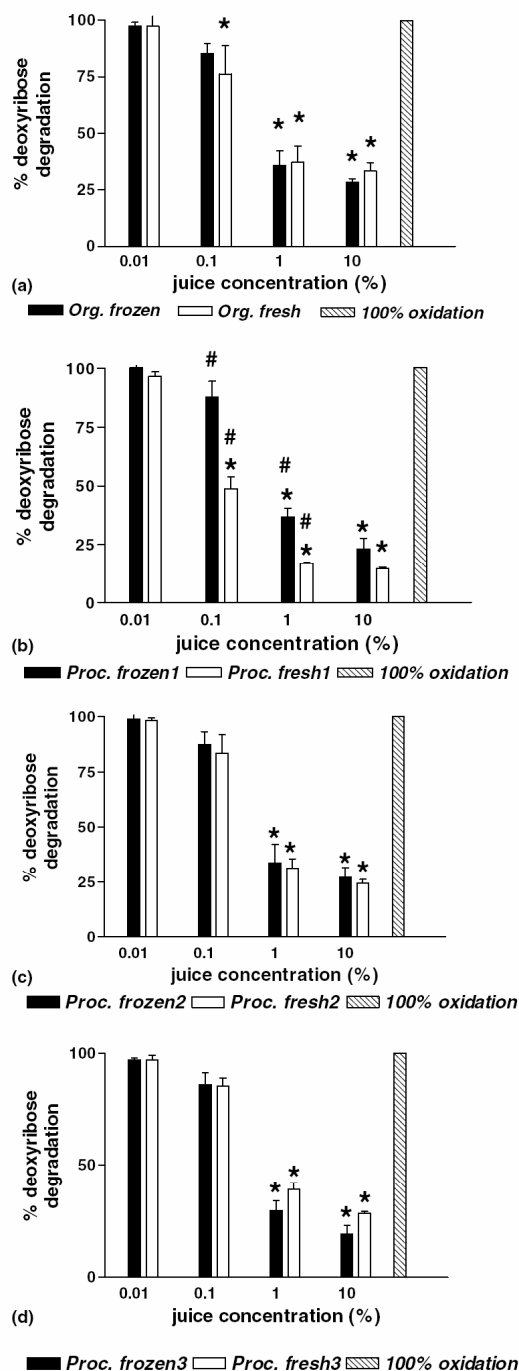 100
*
75
% deoxyribose
degradation
* *
50
* *
25
0
0.01 0.1 1 10
juice concentration (%)
(a)
Org. frozen Org. fresh 100% oxidation
100
#
75
% deoxyribose
degradation
#
*
#
*
50
#
*
* *
25
0
0.01 0.1 1 10
juice concentration (%)
(b)
Proc. frozen1 Proc. fresh1 100% oxidation
100
75
% deoxyribose
degradation
50
* *
* *
25
0
0.01 0.1 1 10
juice concentration (%)
(c)
Proc. frozen2 Proc. fresh2 100% oxidation
100
% deoxyribose
degradation
50
* *
* *
0
0.01 0.1 1 10
juice concentration (%)
(d)
Proc. frozen3 Proc. fresh3 100% oxidation